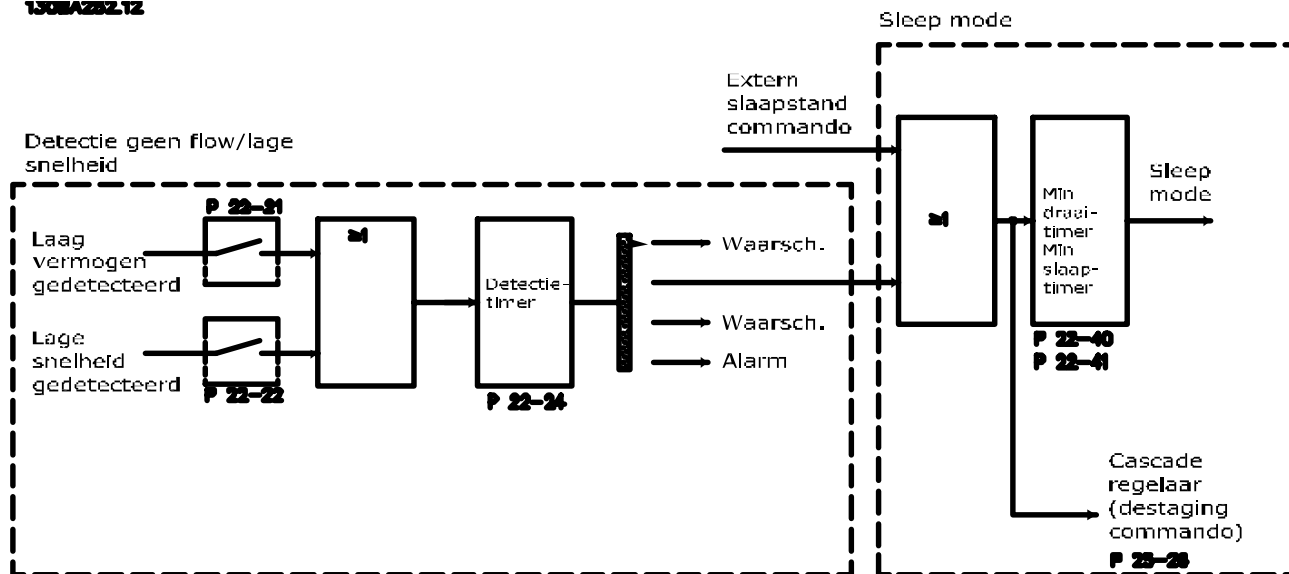 130BA252.12
Sleep mode
Extern
slaapstand
commando
Detectie geen flow/lage
snelheid
P 22-21
Laag
vermogen
gedetecteerd
≥1
Detectie-
timer
Waarsch.
Lage
snelheid
gedetecteerd
P 22-22
P 22-24
Waarsch.
Alarm
≥1
Min
draai-
timer
Min
slaap-
timer
Sleep
mode
P 22-40
P 22-41
Cascade
regelaar
(destaging
commando)
P 25-26